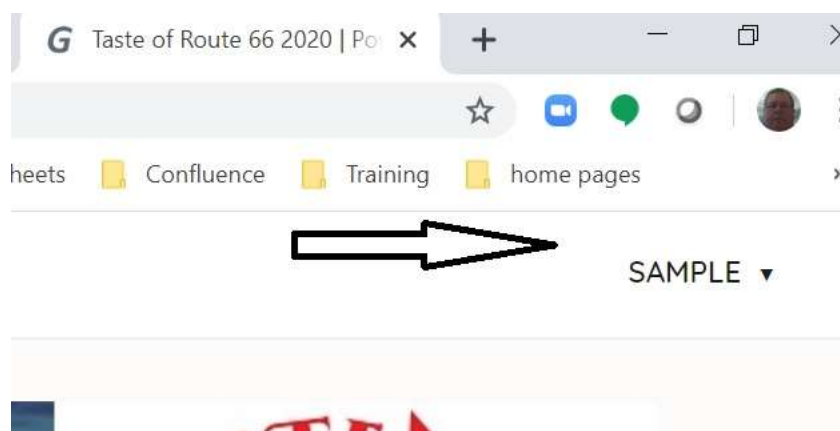 G Taste of Route 66 2020 | Po
heets Confluence Training home pages
SAMPLE